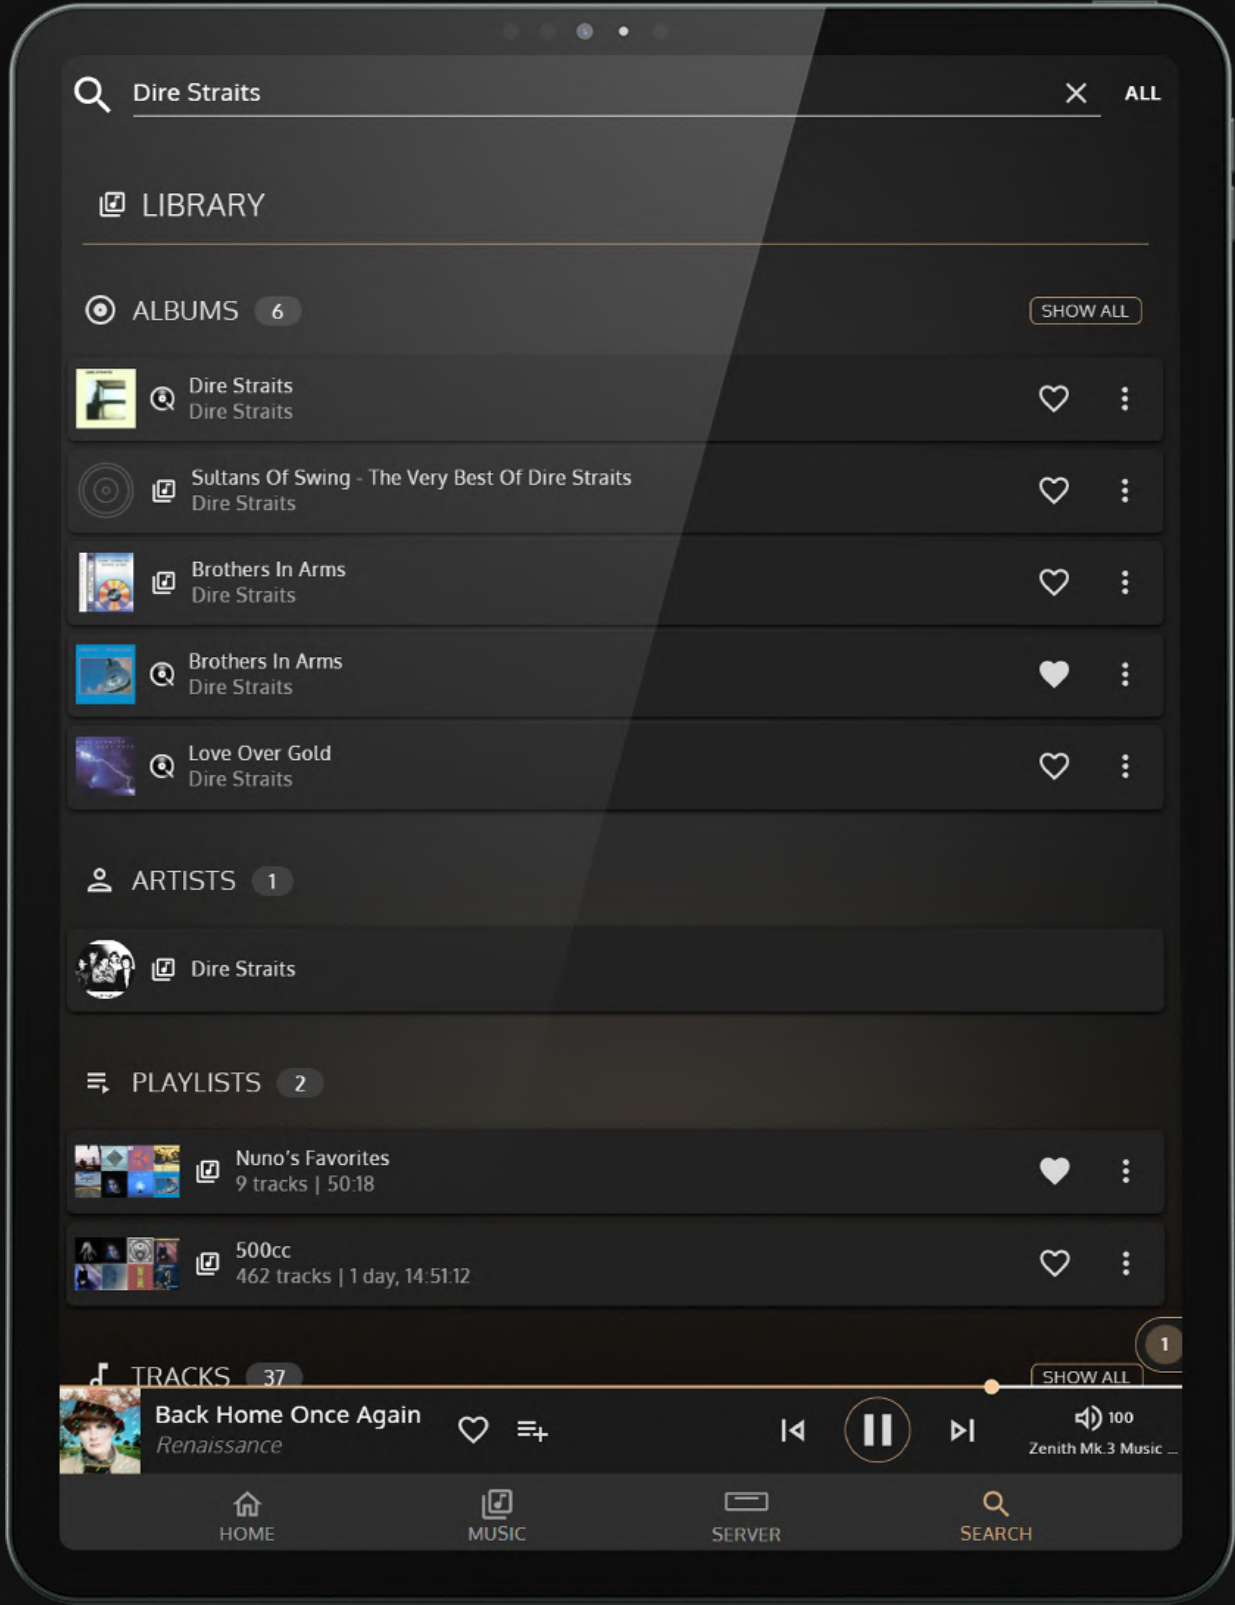 Dire Straits
ALL
LIBRARY
ALBUMS 6
SHOW ALL
Dire Straits
Dire Straits
Sultans Of Swing - The Very Best Of Dire Straits
Dire Straits
Brothers In Arms
Dire Straits
Brothers In Arms
Dire Straits
Love Over Gold
Dire Straits
ARTISTS 1
Dire Straits
PLAYLISTS 2
Nuno's Favorites
9 tracks | 50:18
500cc
462 tracks | 1 day, 14:51:12
1
TRACKS 37
SHOW ALL
Back Home Once Again
Renaissance
100
Zenith Mk.3 Music ...
HOME
MUSIC
SERVER
SEARCH